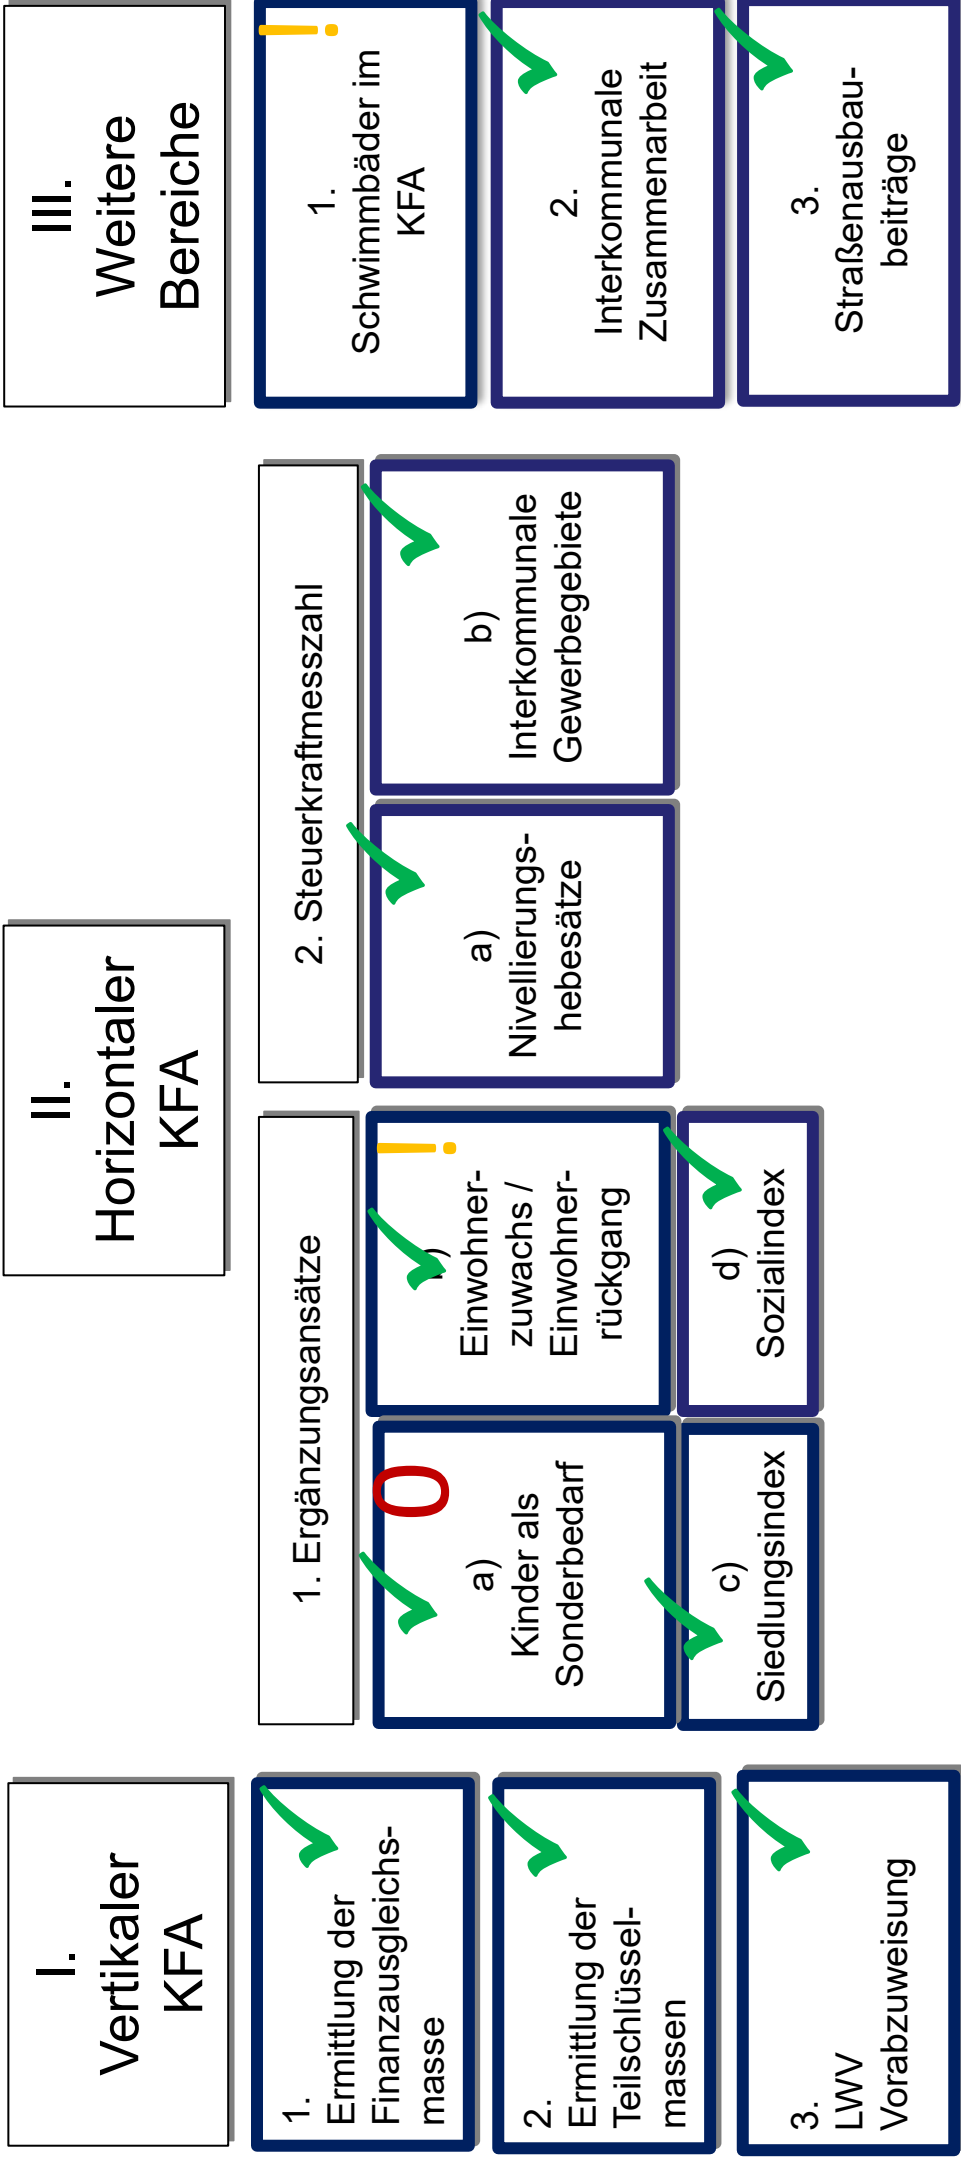 I.
Vertikaler
KFA
1.
Ermittlung der
Finanzausgleichs-
masse
2.
Ermittlung der
Teilschlüssel-
massen
3.
LWV
Vorabzuweisung
II.
Horizontaler
KFA
1. Ergänzungsansätze
a)
Kinder als
Sonderbedarf
0
Einwohner-
zuwachs /
Einwohner-
rückgang
!
c)
Siedlungsindex
d)
Sozialindex
2. Steuerkraftmesszahl
a)
Nivellierungs-
hebesätze
b)
Interkommunale
Gewerbegebiete
III.
Weitere
Bereiche
1.
Schwimmbäder im
KFA
!
2.
Interkommunale
Zusammenarbeit
3.
Straßenausbau-
beiträge